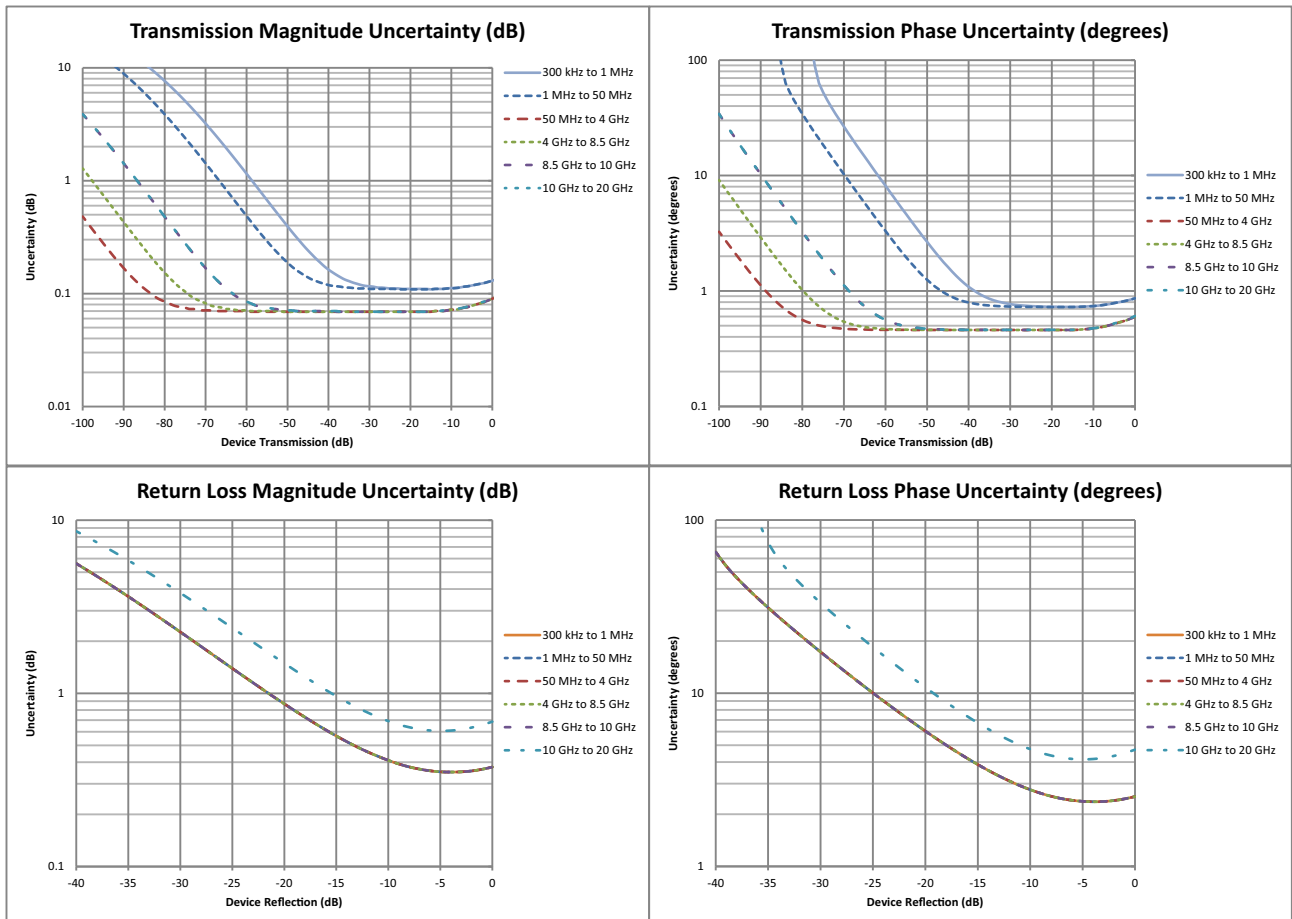 Transmission Magnitude Uncertainty (dB)
10
1
0.1
0.01
Uncertainty (dB)
-100 -90 -80 -70 -60 -50 -40 -30 -20 -10 0
Device Transmission (dB)
300 kHz to 1 MHz
1 MHz to 50 MHz
50 MHz to 4 GHz
4 GHz to 8.5 GHz
8.5 GHz to 10 GHz
10 GHz to 20 GHz
Transmission Phase Uncertainty (degrees)
100
10
1
0.1
Uncertainty (degrees)
-100 -90 -80 -70 -60 -50 -40 -30 -20 -10 0
Device Transmission (dB)
300 kHz to 1 MHz
1 MHz to 50 MHz
50 MHz to 4 GHz
4 GHz to 8.5 GHz
8.5 GHz to 10 GHz
10 GHz to 20 GHz
Return Loss Magnitude Uncertainty (dB)
10
1
0.1
Uncertainty (dB)
-40 -35 -30 -25 -20 -15 -10 -5 0
Device Reflection (dB)
300 kHz to 1 MHz
1 MHz to 50 MHz
50 MHz to 4 GHz
4 GHz to 8.5 GHz
8.5 GHz to 10 GHz
10 GHz to 20 GHz
Return Loss Phase Uncertainty (degrees)
100
10
1
Uncertainty (degrees)
-40 -35 -30 -25 -20 -15 -10 -5 0
Device Reflection (dB)
300 kHz to 1 MHz
1 MHz to 50 MHz
50 MHz to 4 GHz
4 GHz to 8.5 GHz
8.5 GHz to 10 GHz
10 GHz to 20 GHz